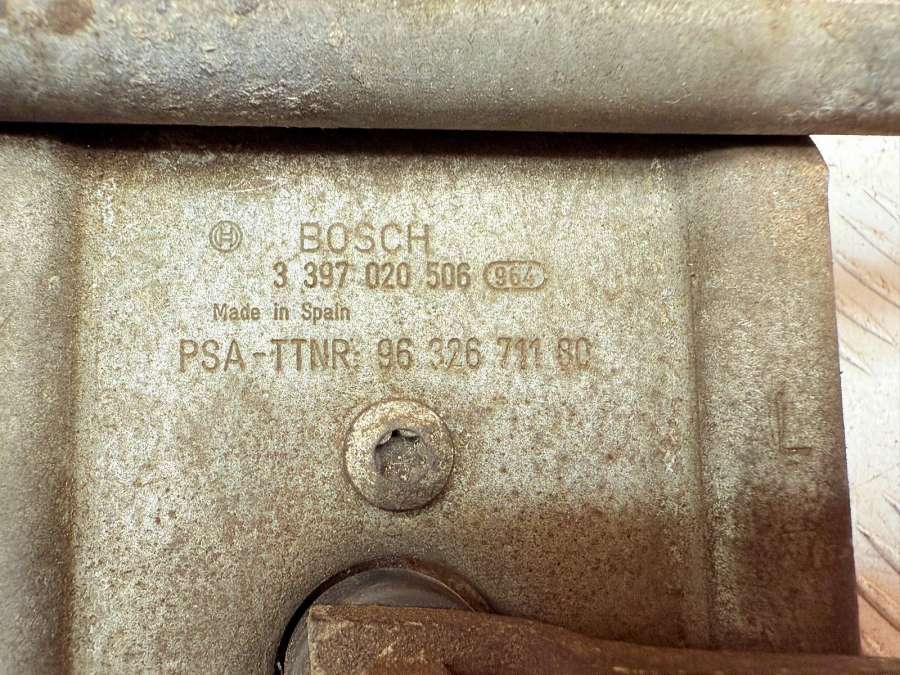 BOSCH
3 397 020 506 964
Made in Spain
PSA-TTNR: 96 326 711 80
L